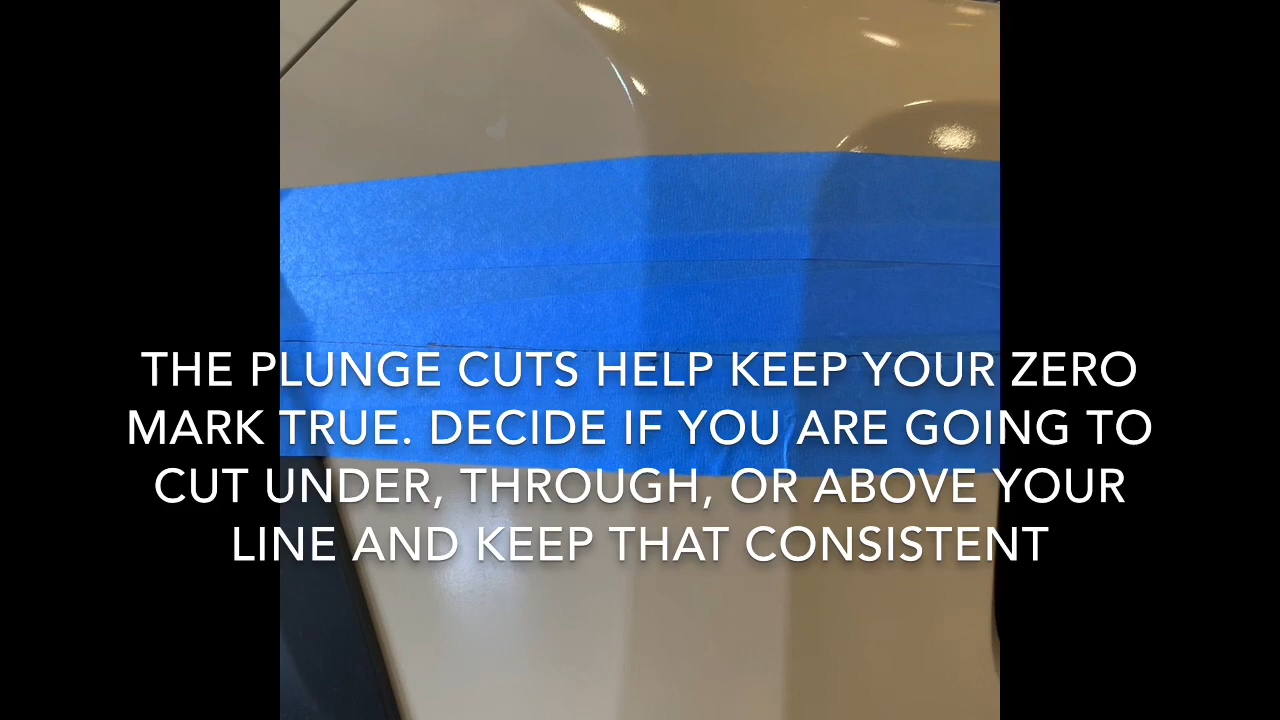 THE PLUNGE CUTS HELP KEEP YOUR ZERO
MARK TRUE. DECIDE IF YOU ARE GOING TO
CUT UNDER, THROUGH, OR ABOVE YOUR
LINE AND KEEP THAT CONSISTENT